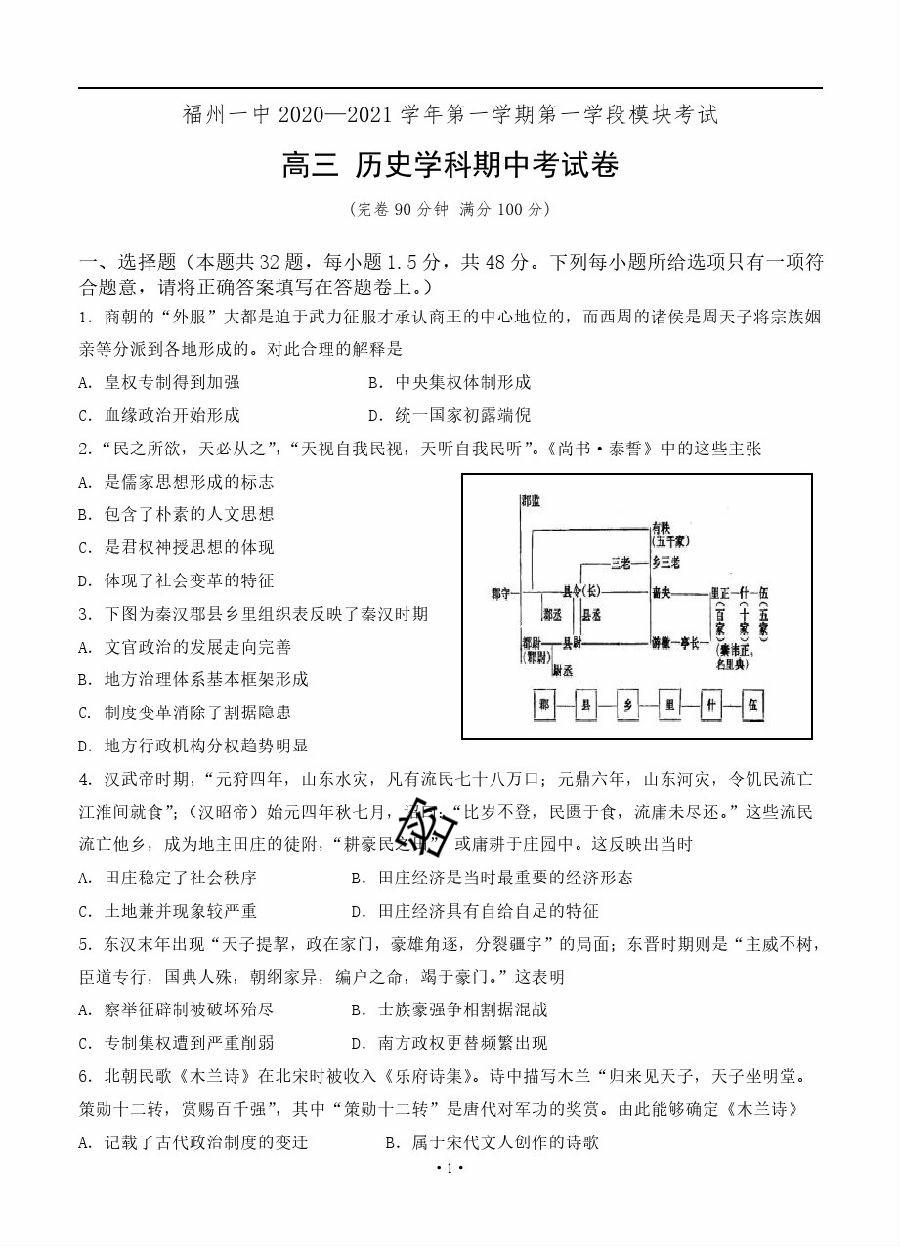 福州一中 2020—2021 学年第一学期第一学段模块考试
高三 历史学科期中考试卷
(完卷 90 分钟 满分 100 分)
一、选择题（本题共 32 题，每小题 1.5 分，共 48 分。下列每小题所给选项只有一项符
合题意，请将正确答案填写在答题卷上。）
1．商朝的“外服”大都是迫于武力征服才承认商王的中心地位的，而西周的诸侯是周天子将宗族姻
亲等分派到各地形成的。对此合理的解释是
A．皇权专制得到加强 B．中央集权体制形成
C．血缘政治开始形成 D．统一国家初露端倪
2．“民之所欲，天必从之”，“天视自我民视，天听自我民听”。《尚书·泰誓》中的这些主张
A．是儒家思想形成的标志
B．包含了朴素的人文思想
C．是君权神授思想的体现
D．体现了社会变革的特征
3．下图为秦汉郡县乡里组织表反映了秦汉时期
A．文官政治的发展走向完善
B．地方治理体系基本框架形成
C．制度变革消除了割据隐患
D．地方行政机构分权趋势明显
郡监
有秩
(五千家)
三老 乡三老
郡守 县令(长) 啬夫 里正 什 伍
(百家) (十家) (五家)
郡丞 县丞
郡尉 县尉 游徼 亭长
(郡尉)
尉丞
(秦讳正,
名里典)
郡 县 乡 里 什 伍
4．汉武帝时期，“元狩四年，山东水灾，凡有流民七十八万口；元鼎六年，山东河灾，令饥民流亡
江淮间就食”；（汉昭帝）始元四年秋七月，诏曰：“比岁不登，民匮于食，流庸未尽还。”这些流民
流亡他乡，成为地主田庄的徒附，“耕豪民之田”，或庸耕于庄园中。这反映出当时
A．田庄稳定了社会秩序 B．田庄经济是当时最重要的经济形态
C．土地兼并现象较严重 D．田庄经济具有自给自足的特征
5．东汉末年出现“天子提挈，政在家门，豪雄角逐，分裂疆宇”的局面；东晋时期则是“主威不树，
臣道专行，国典人殊，朝纲家异，编户之命，竭于豪门。”这表明
A．察举征辟制被破坏殆尽 B．士族豪强争相割据混战
C．专制集权遭到严重削弱 D．南方政权更替频繁出现
6．北朝民歌《木兰诗》在北宋时被收入《乐府诗集》。诗中描写木兰“归来见天子，天子坐明堂。
策勋十二转，赏赐百千强”，其中“策勋十二转”是唐代对军功的奖赏。由此能够确定《木兰诗》
A．记载了古代政治制度的变迁 B．属于宋代文人创作的诗歌
·1·